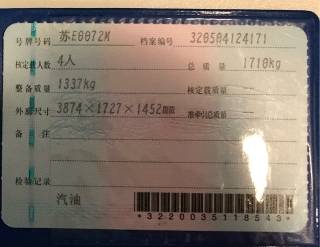 号牌号码 苏E0072M 档案编号 320504124171
核定载人数 4人 总质量 1710kg
整备质量 1337kg 核定载质量 --
外廓尺寸 3874×1727×1452mm 准牵引总质量 --
备注
检验记录
汽油
*3220035118543*